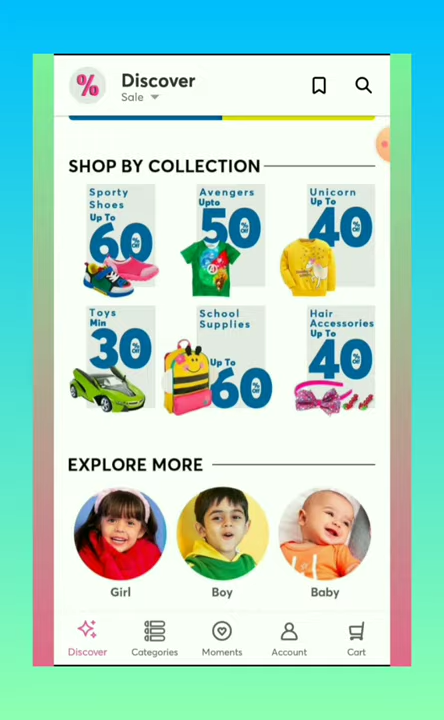 %
Discover
Sale
SHOP BY COLLECTION
Sporty
Shoes
Up To
60 % Off
Avengers
Upto
50 % Off
Unicorn
Up To
40 % Off
Toys
Min
30 % Off
School
Supplies
Up To
60 % Off
Hair
Accessories
Up To
40 % Off
EXPLORE MORE
Girl
Boy
Baby
Discover
Categories
Moments
Account
Cart